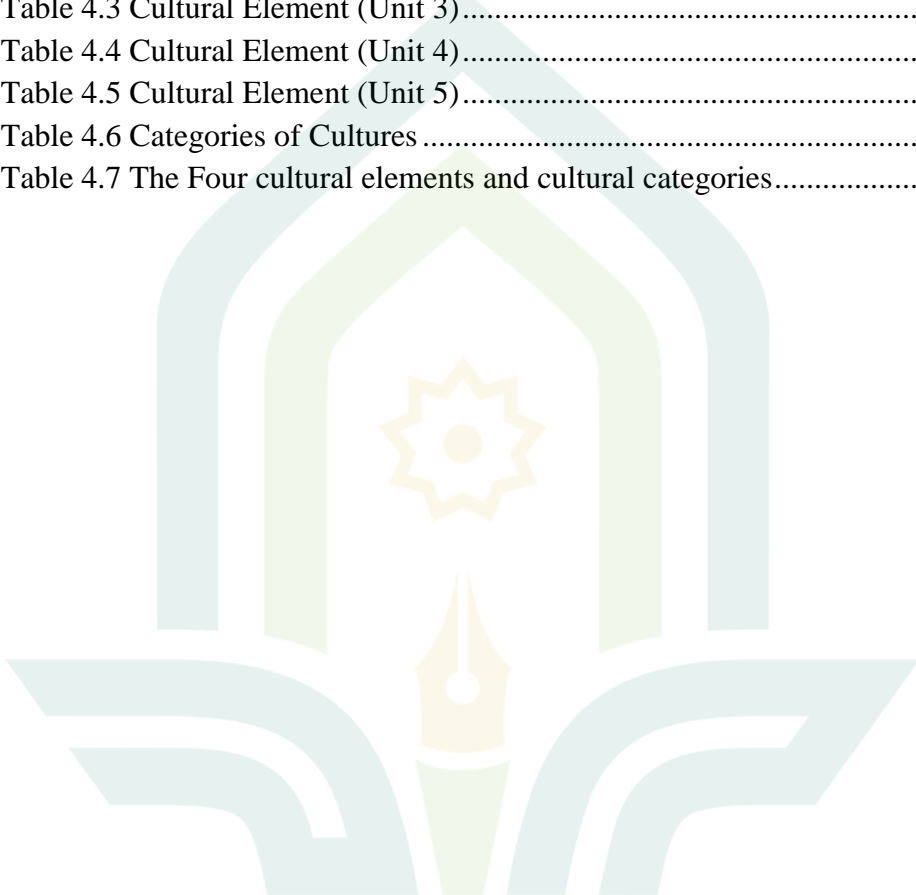 Table 4.3 Cultural Element (Unit 3)....................................................................
Table 4.4 Cultural Element (Unit 4)....................................................................
Table 4.5 Cultural Element (Unit 5)....................................................................
Table 4.6 Categories of Cultures..........................................................................
Table 4.7 The Four cultural elements and cultural categories.................